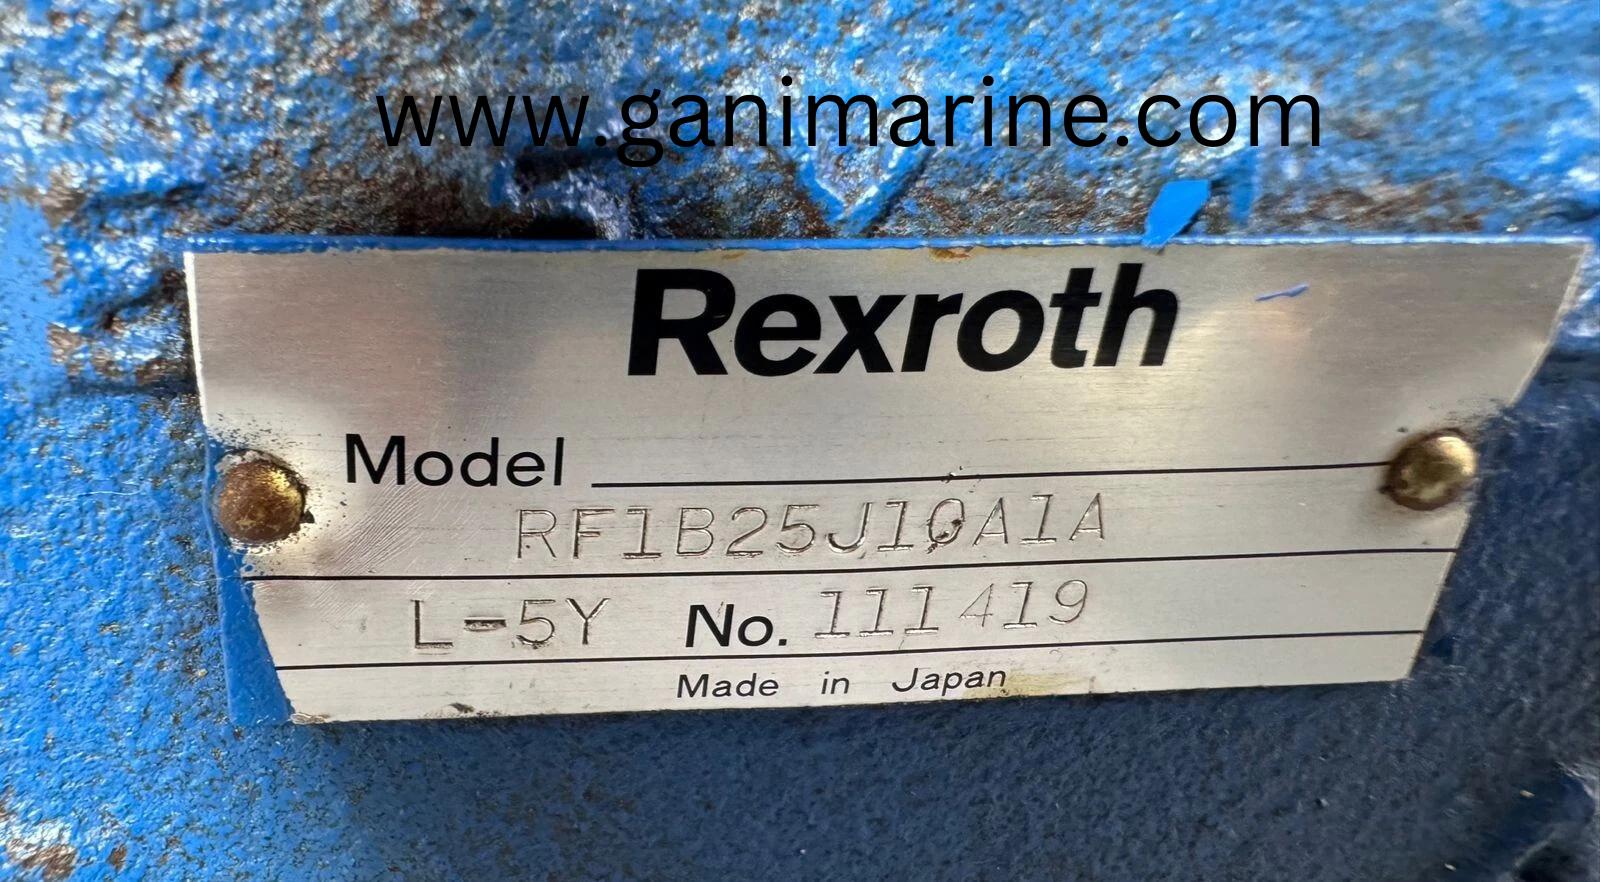 www.ganimarine.com
Rexroth
Model
RF1B25J10A1A
L-5Y No. 111419
Made in Japan